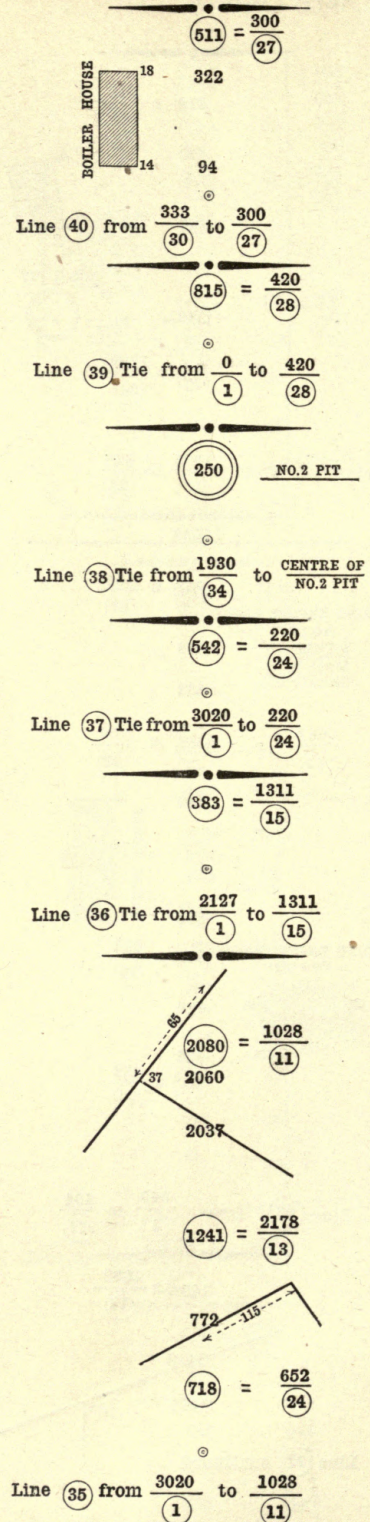 511 = 300/27
BOILER HOUSE
18 322
14 94
Line 40 from 333/30 to 300/27
815 = 420/28
Line 39 Tie from 0/1 to 420/28
250 NO.2 PIT
Line 38 Tie from 1930/34 to CENTRE OF/NO.2 PIT
542 = 220/24
Line 37 Tie from 3020/1 to 220/24
383 = 1311/15
Line 36 Tie from 2127/1 to 1311/15
65
2080 = 1028/11
37 2060
2037
1241 = 2178/13
772 115
718 = 652/24
Line 35 from 3020/1 to 1028/11